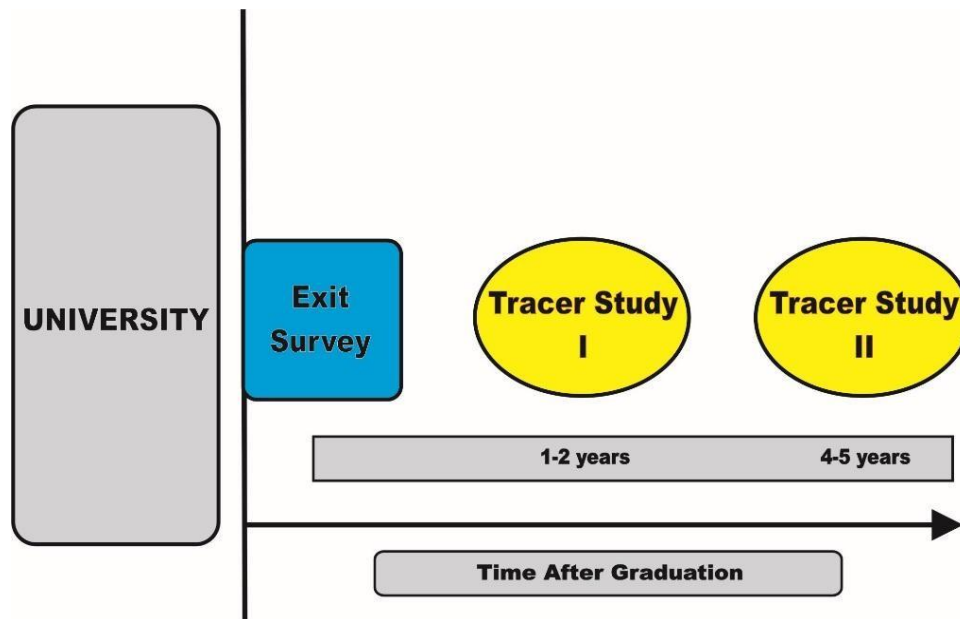 UNIVERSITY
Exit
Survey
Tracer Study
I
Tracer Study
II
1-2 years
4-5 years
Time After Graduation